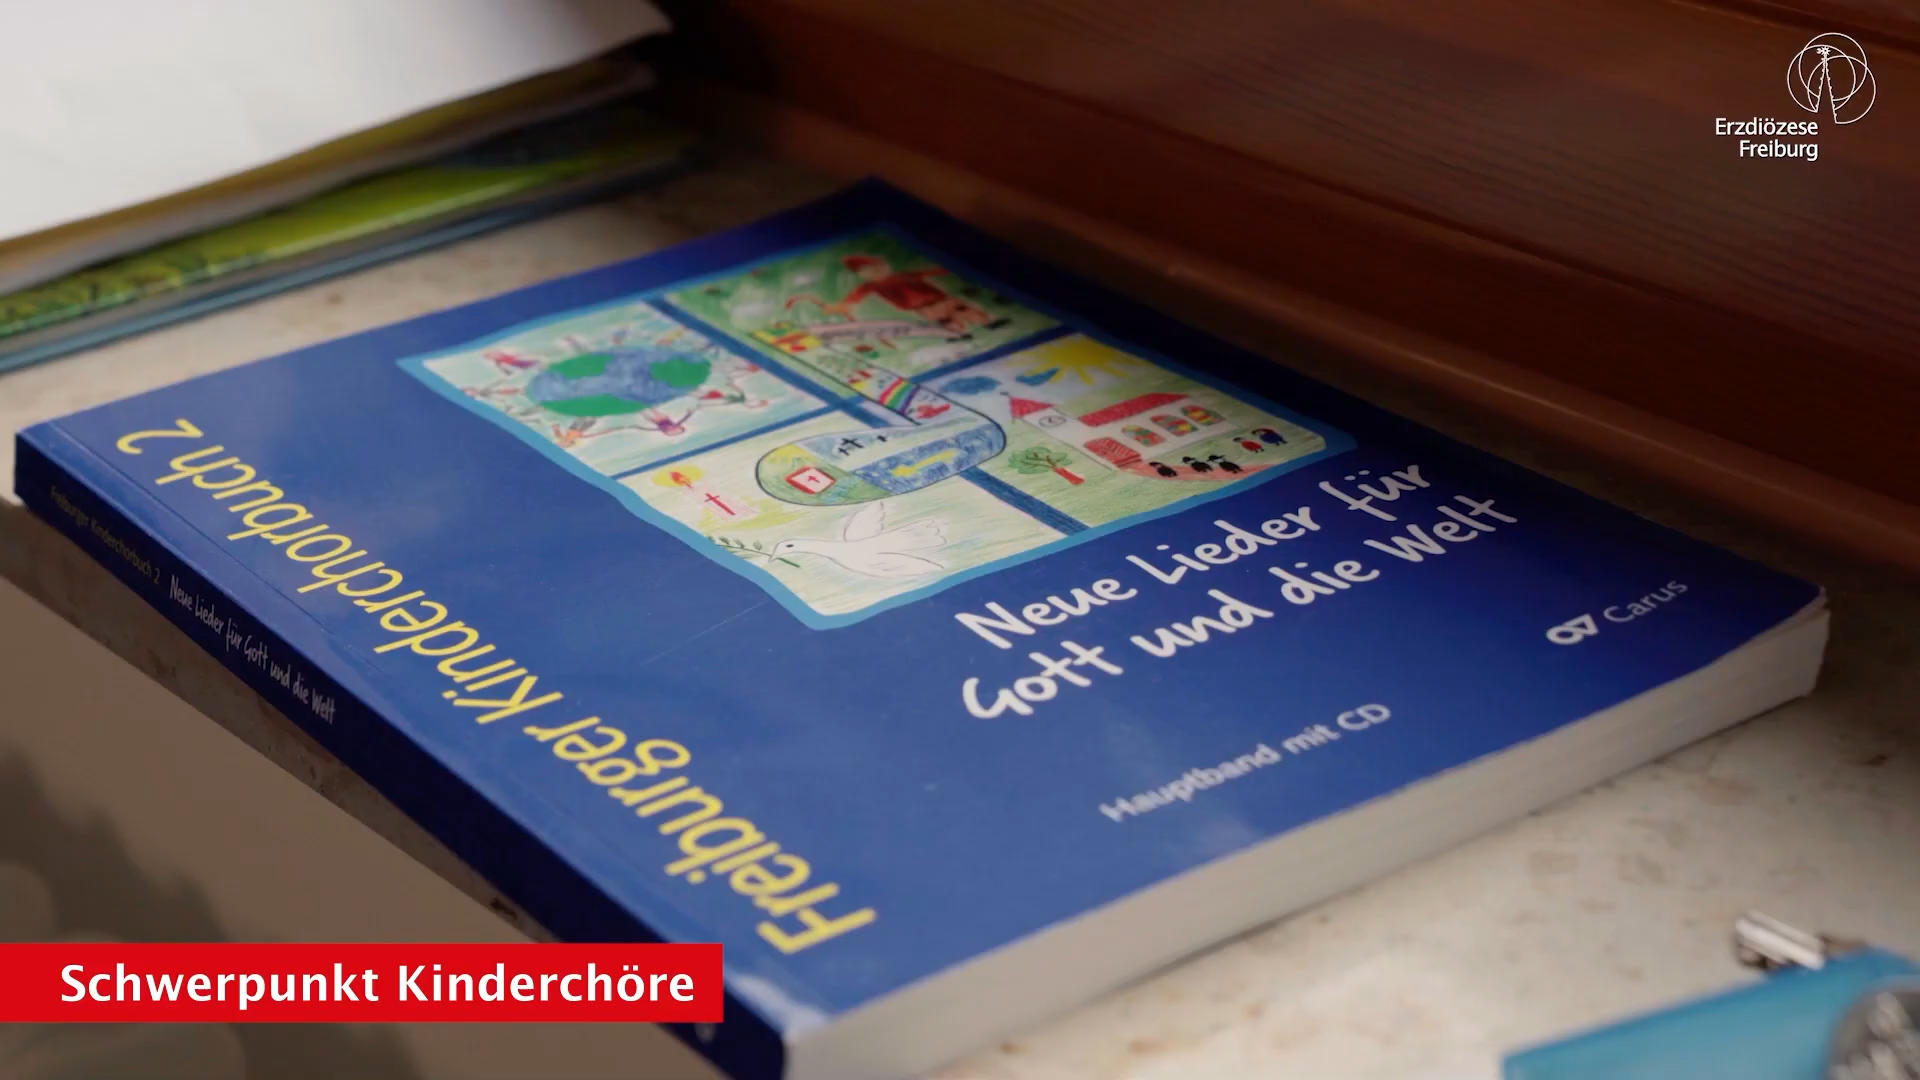 Erzdiözese
Freiburg
Freiburger Kinderchorbuch 2
Neue Lieder für
Gott und die Welt
Hauptband mit CD
Carus
Freiburger Kinderchorbuch 2 Neue Lieder für Gott und die Welt
Schwerpunkt Kinderchöre